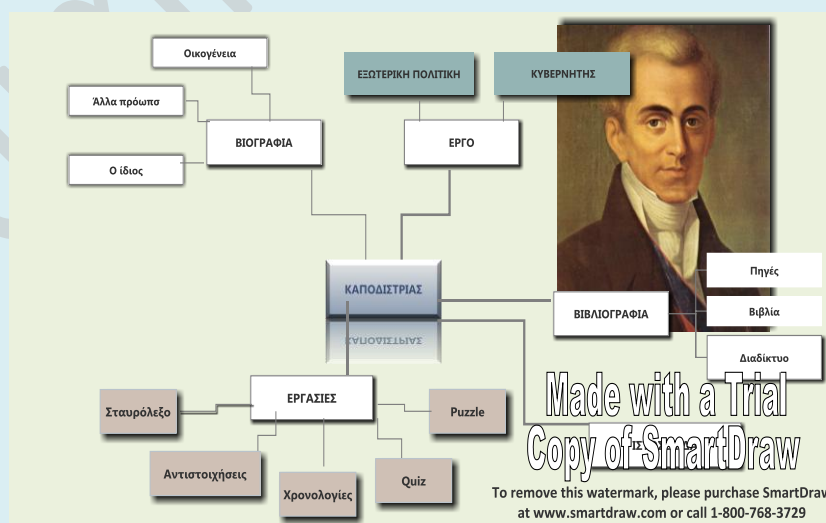 Οικογένεια
Άλλα πρόωπσ
Ο ίδιος
ΒΙΟΓΡΑΦΙΑ
ΕΞΩΤΕΡΙΚΗ ΠΟΛΙΤΙΚΗ
ΚΥΒΕΡΝΗΤΗΣ
ΕΡΓΟ
ΚΑΠΟΔΙΣΤΡΙΑΣ
ΒΙΒΛΙΟΓΡΑΦΙΑ
Πηγές
Βιβλία
Διαδίκτυο
ΕΡΓΑΣΙΕΣ
Σταυρόλεξο
Αντιστοιχήσεις
Χρονολογίες
Quiz
Puzzle
Made with a Trial
Copy of SmartDraw
To remove this watermark, please purchase SmartDraw
at www.smartdraw.com or call 1-800-768-3729